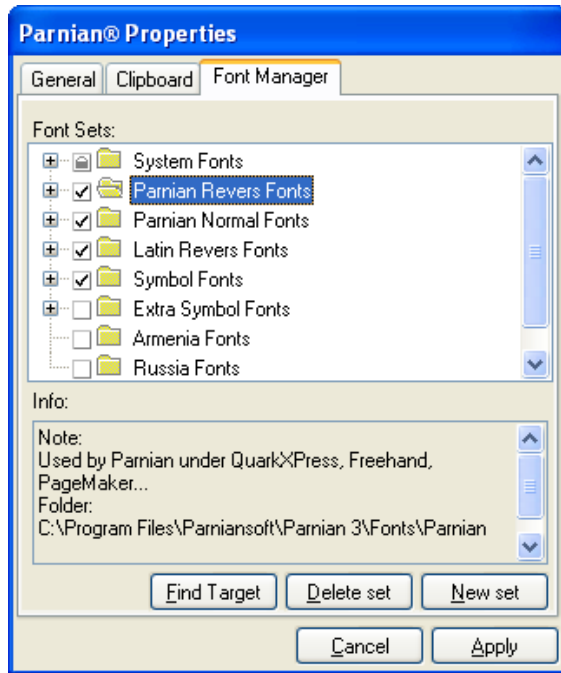 Parnian® Properties
General Clipboard Font Manager
Font Sets:
System Fonts
Parnian Revers Fonts
Parnian Normal Fonts
Latin Revers Fonts
Symbol Fonts
Extra Symbol Fonts
Armenia Fonts
Russia Fonts
Info:
Note:
Used by Parnian under QuarkXPress, Freehand,
PageMaker...
Folder:
C:\Program Files\Parniansoft\Parnian 3\Fonts\Parnian
Find Target Delete set New set
Cancel Apply